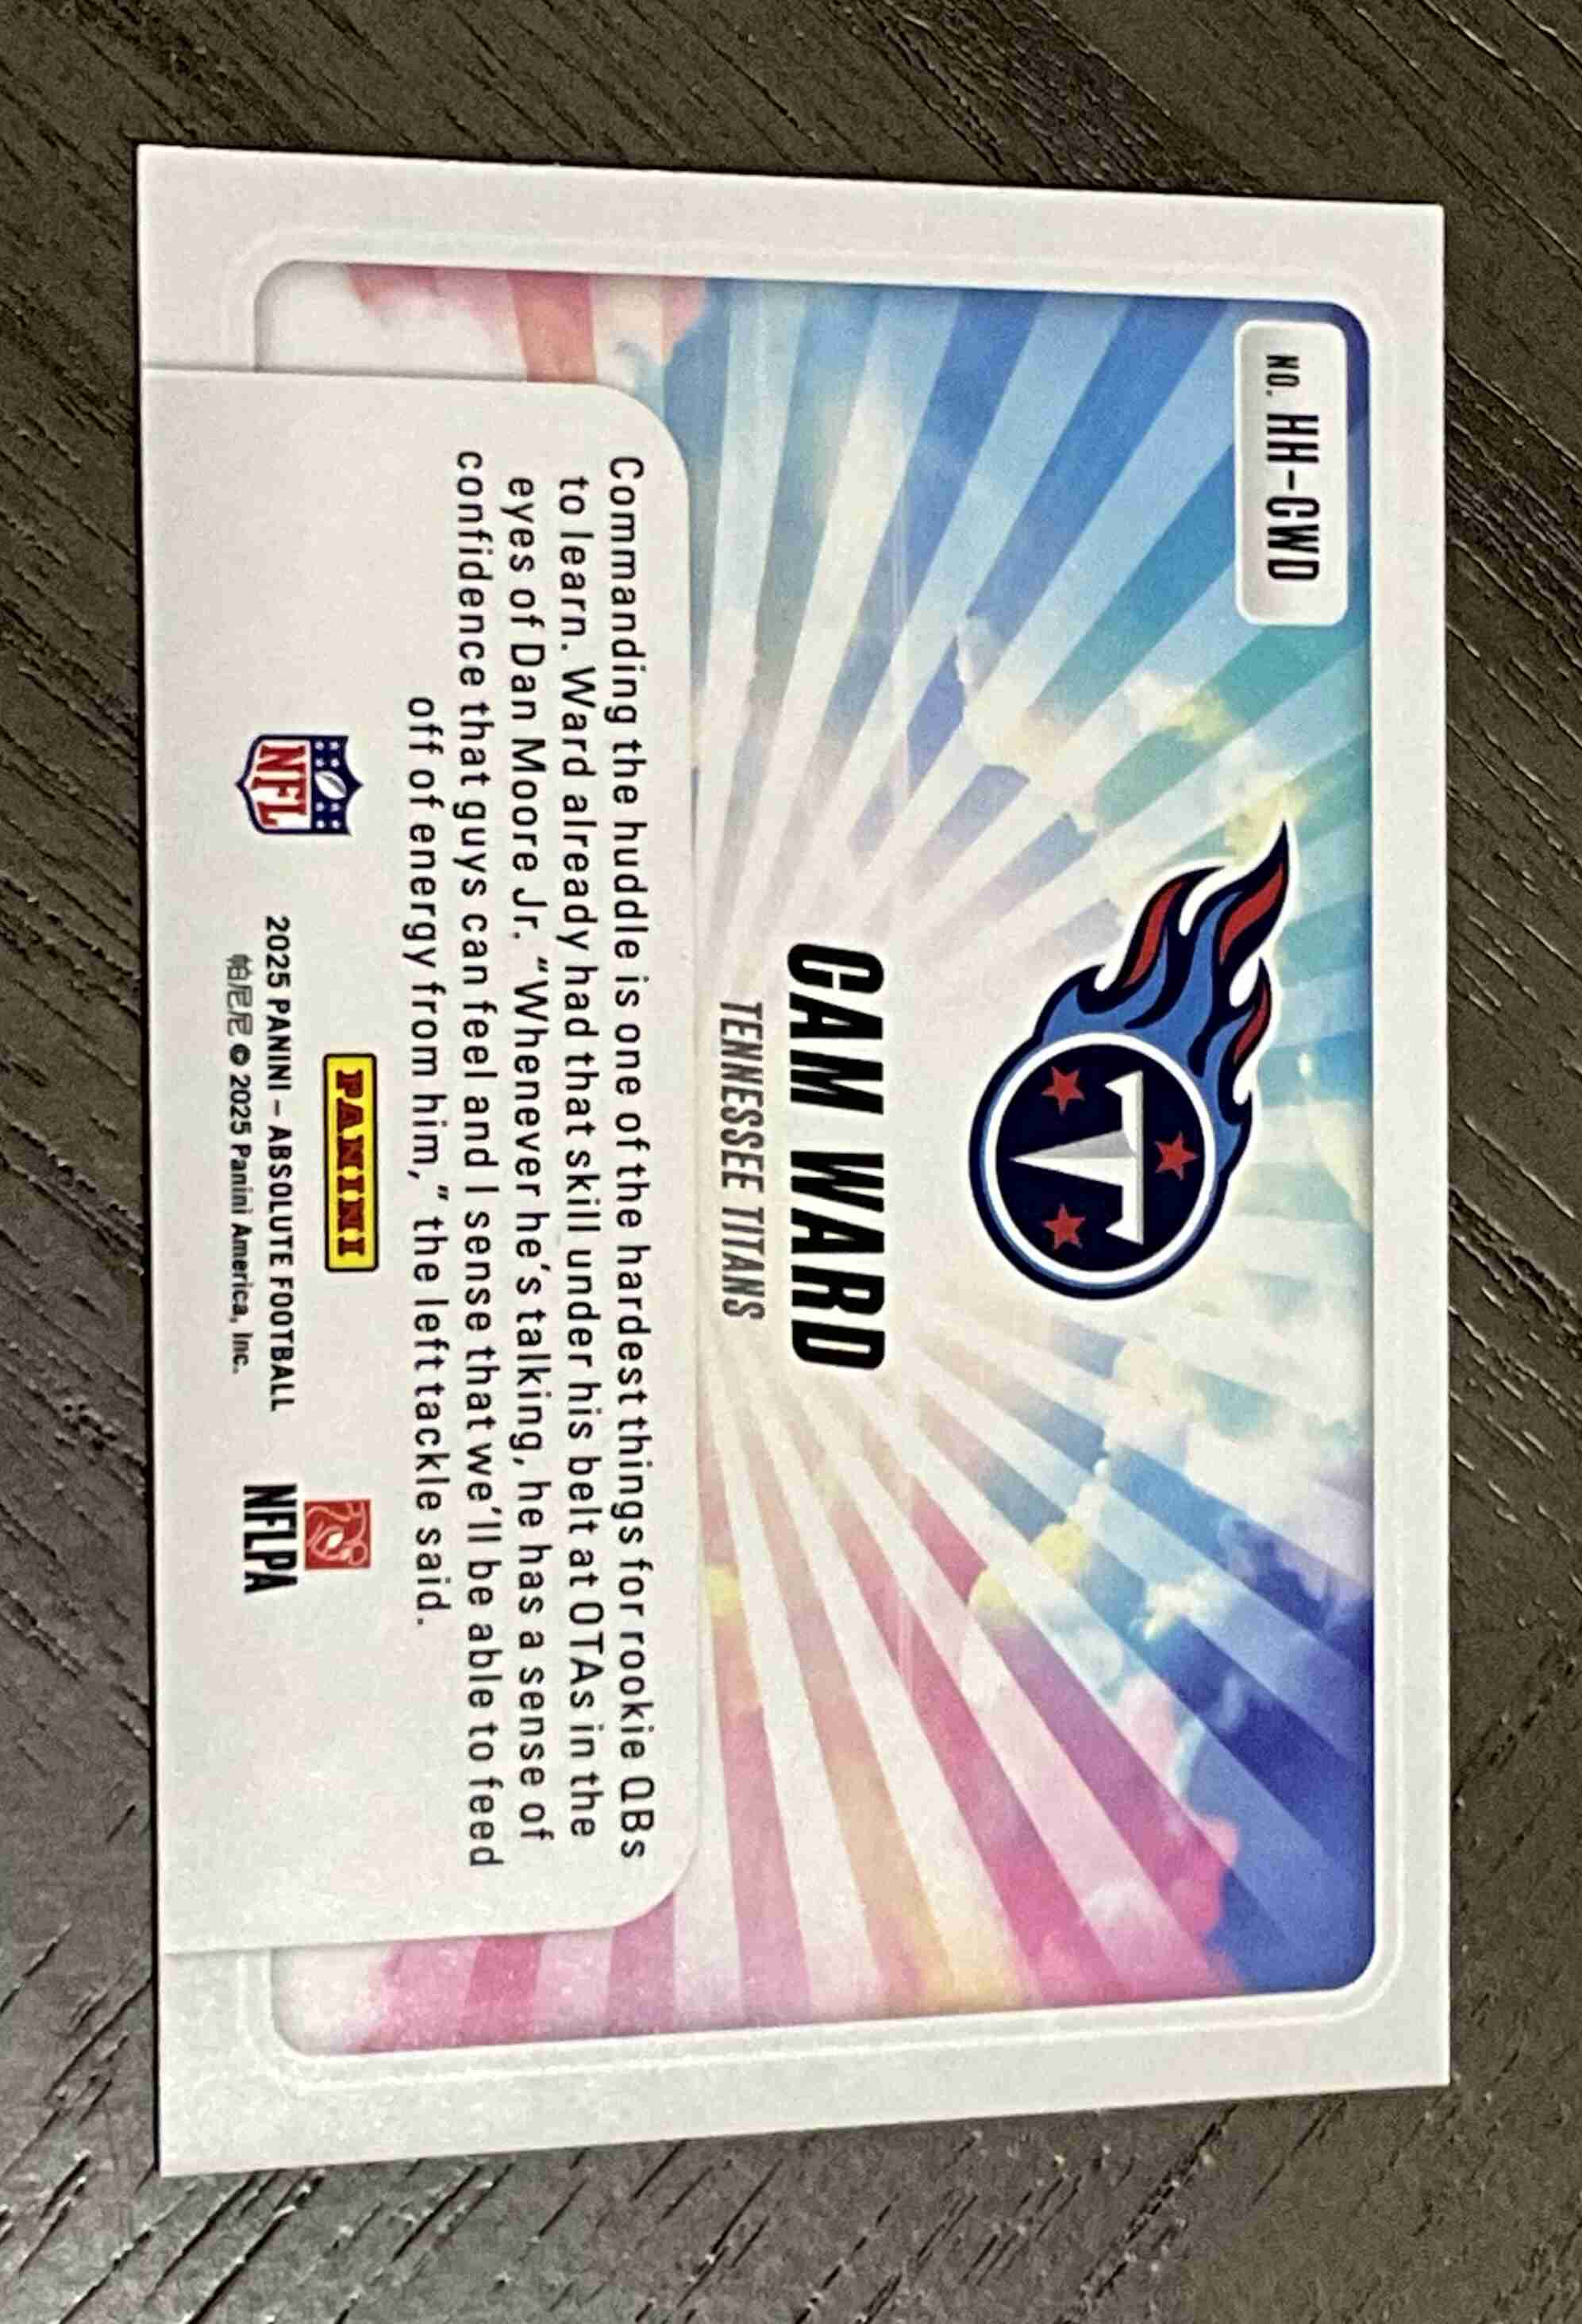 NO. HH-CWD
T
CAM WARD
TENNESSEE TITANS
Commanding the huddle is one of the hardest things for rookie QBs
to learn. Ward already had that skill under his belt at OTAs in the
eyes of Dan Moore Jr. “Whenever he’s talking, he has a sense of
confidence that guys can feel and I sense that we’ll be able to feed
off of energy from him,” the left tackle said.
NFL
PANINI
2025 PANINI – ABSOLUTE FOOTBALL
帕尼尼 © 2025 Panini America, Inc.
NFLPA